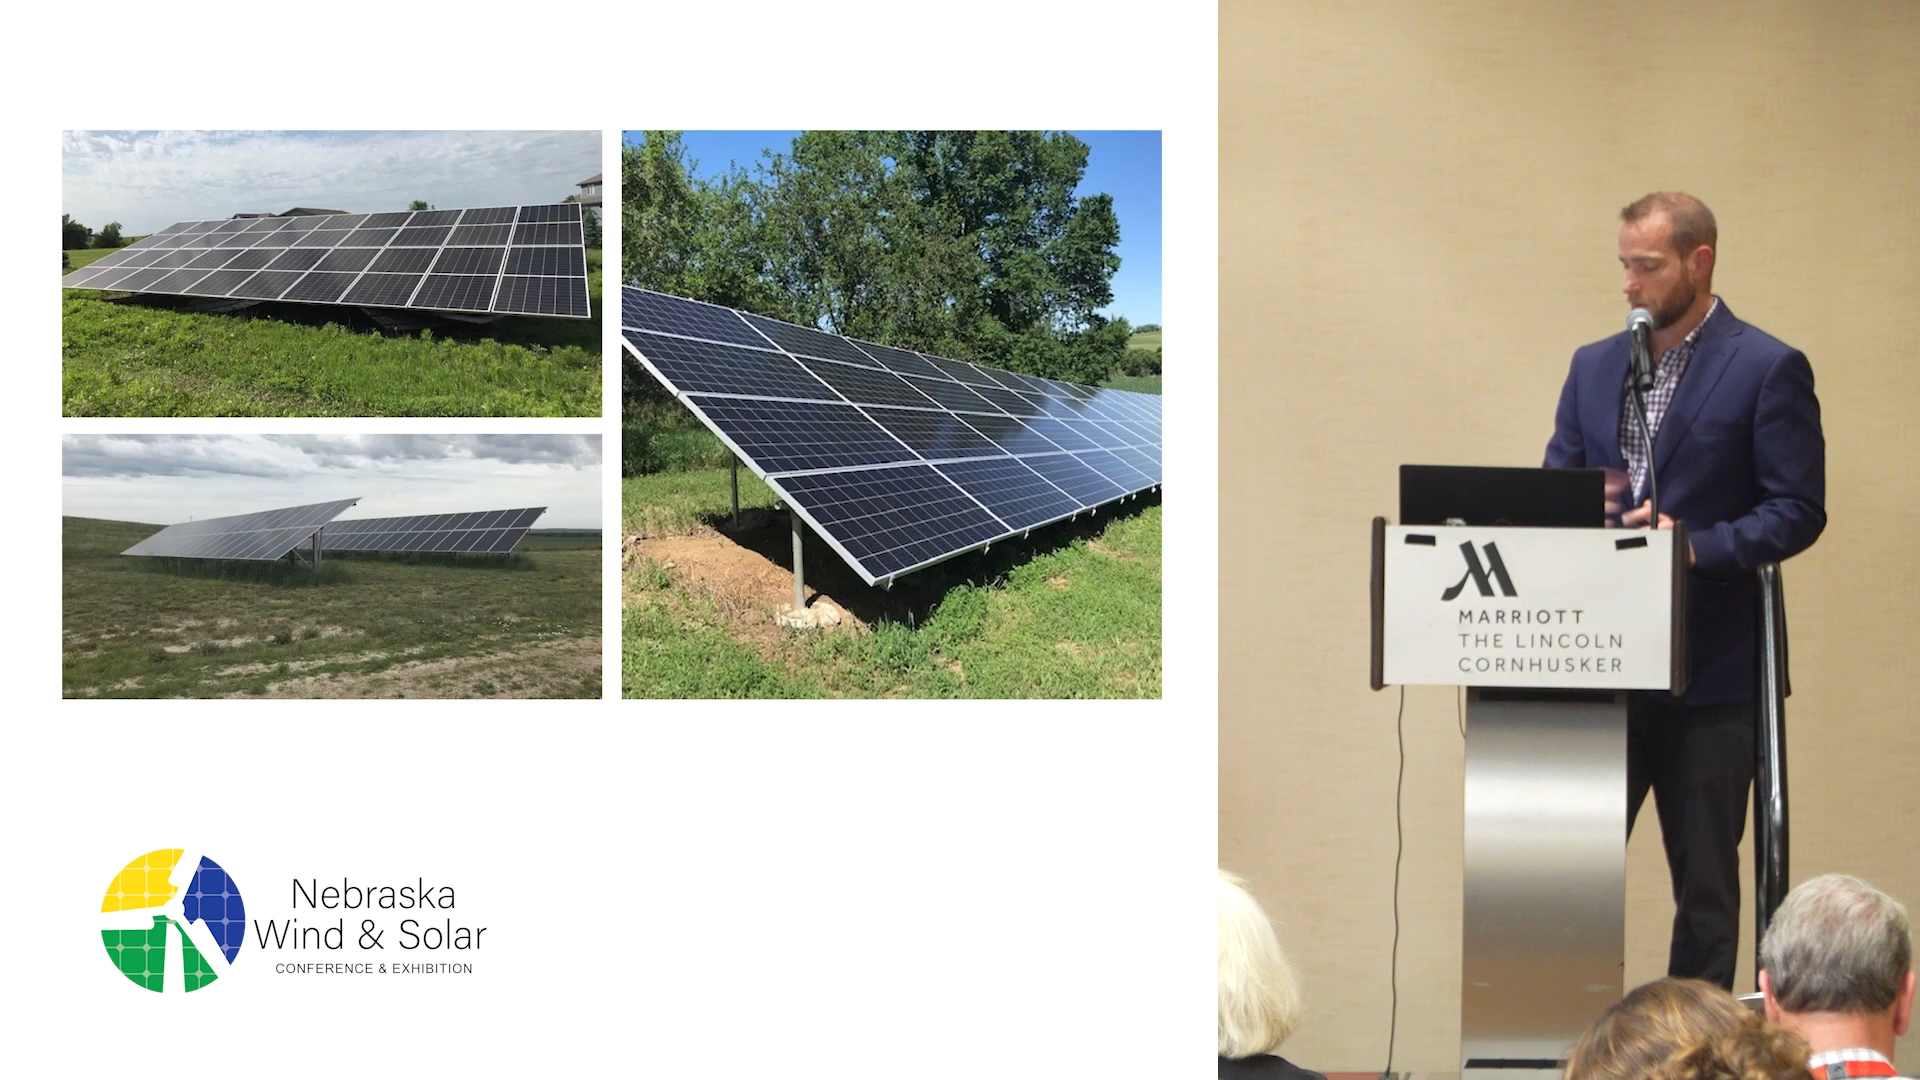 Nebraska
Wind & Solar
CONFERENCE & EXHIBITION
MARRIOTT
THE LINCOLN
CORNHUSKER